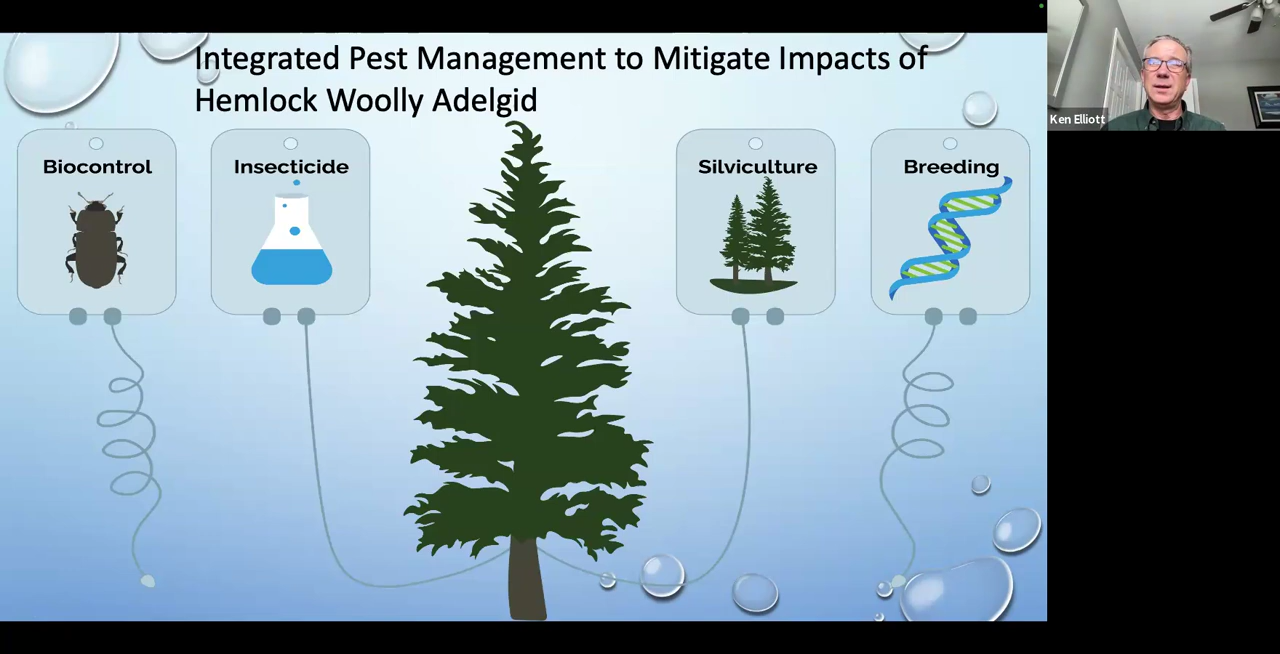 Integrated Pest Management to Mitigate Impacts of
Hemlock Woolly Adelgid
Biocontrol
Insecticide
Silviculture
Breeding
Ken Elliott